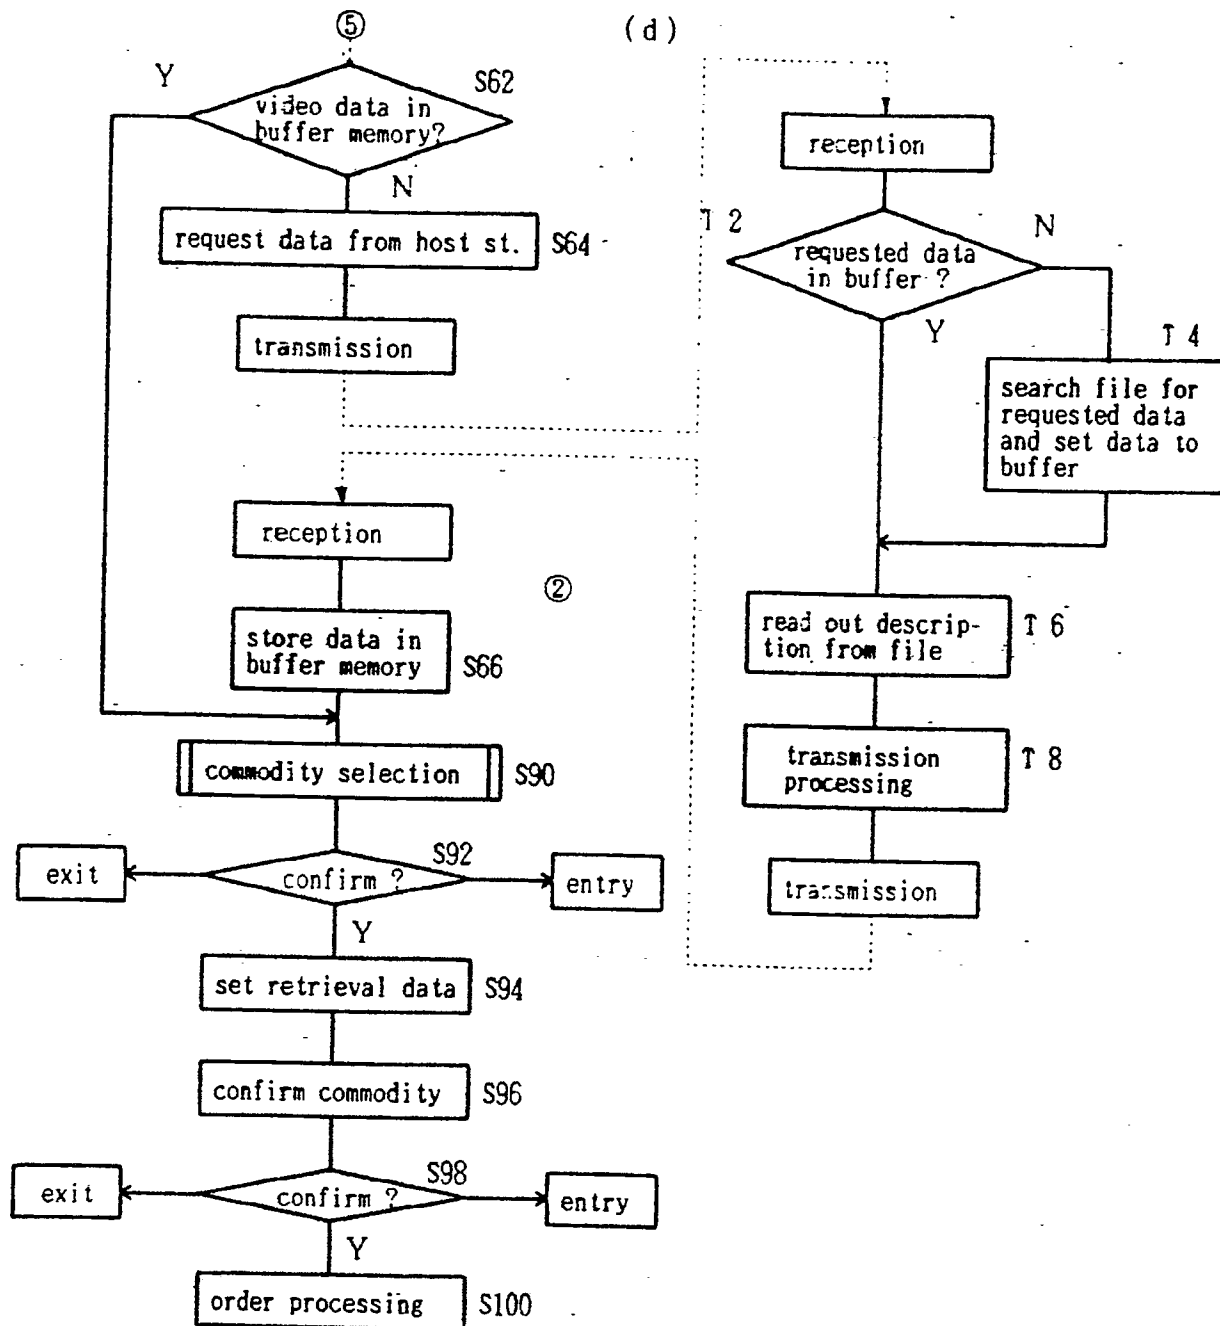 ⑤
(d)
Y
S62
video data in
buffer memory?
N
request data from host st.
S64
transmission
reception
②
store data in
buffer memory
S66
commodity selection
S90
S92
exit
confirm ?
entry
Y
set retrieval data
S94
confirm commodity
S96
S98
exit
confirm ?
entry
Y
order processing
S100
reception
T 2
N
requested data
in buffer ?
Y
T 4
search file for
requested data
and set data to
buffer
read out descrip-
tion from file
T 6
transmission
processing
T 8
transmission